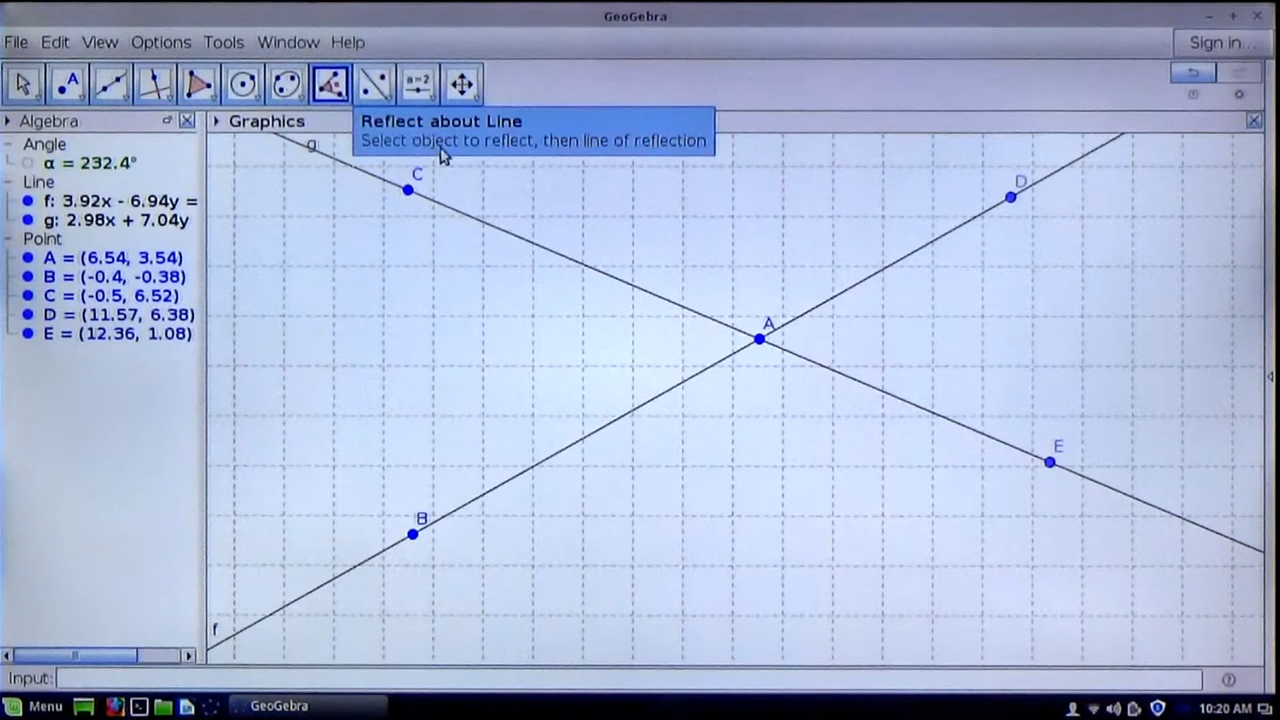 GeoGebra
File Edit View Options Tools Window Help
Sign in...
A
a=2
Algebra
Graphics
Reflect about Line
Select object to reflect, then line of reflection
Angle
α = 232.4°
Line
f: 3.92x - 6.94y =
g: 2.98x + 7.04y
Point
A = (6.54, 3.54)
B = (-0.4, -0.38)
C = (-0.5, 6.52)
D = (11.57, 6.38)
E = (12.36, 1.08)
g
C
D
A
E
B
f
Input:
Menu
GeoGebra
10:20 AM